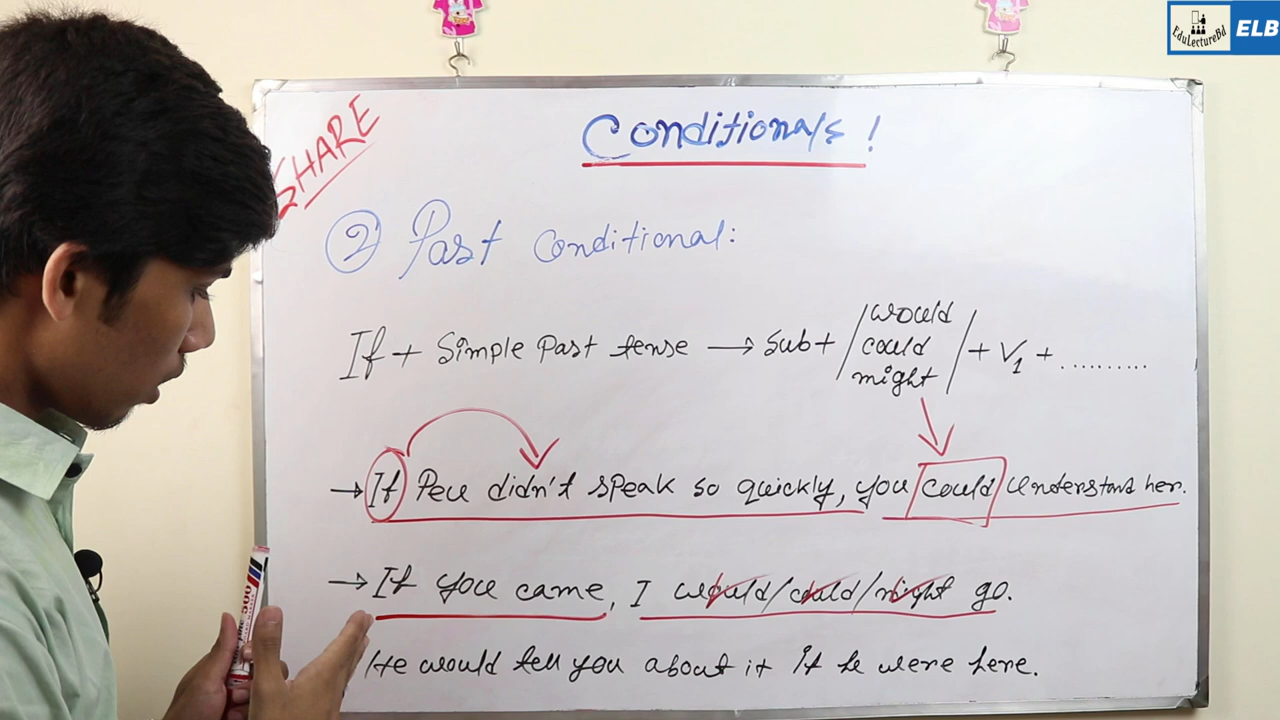 EduLectureBd ELB
SHARE
Conditionals!
② Past Conditional:
If + Simple Past tense → Sub + / would / could / might / + V₁ + ..........
→ If Peu didn't speak so quickly, you could understand her.
→ If you came, I would/could/might go.
He would tell you about it if he were here.
500